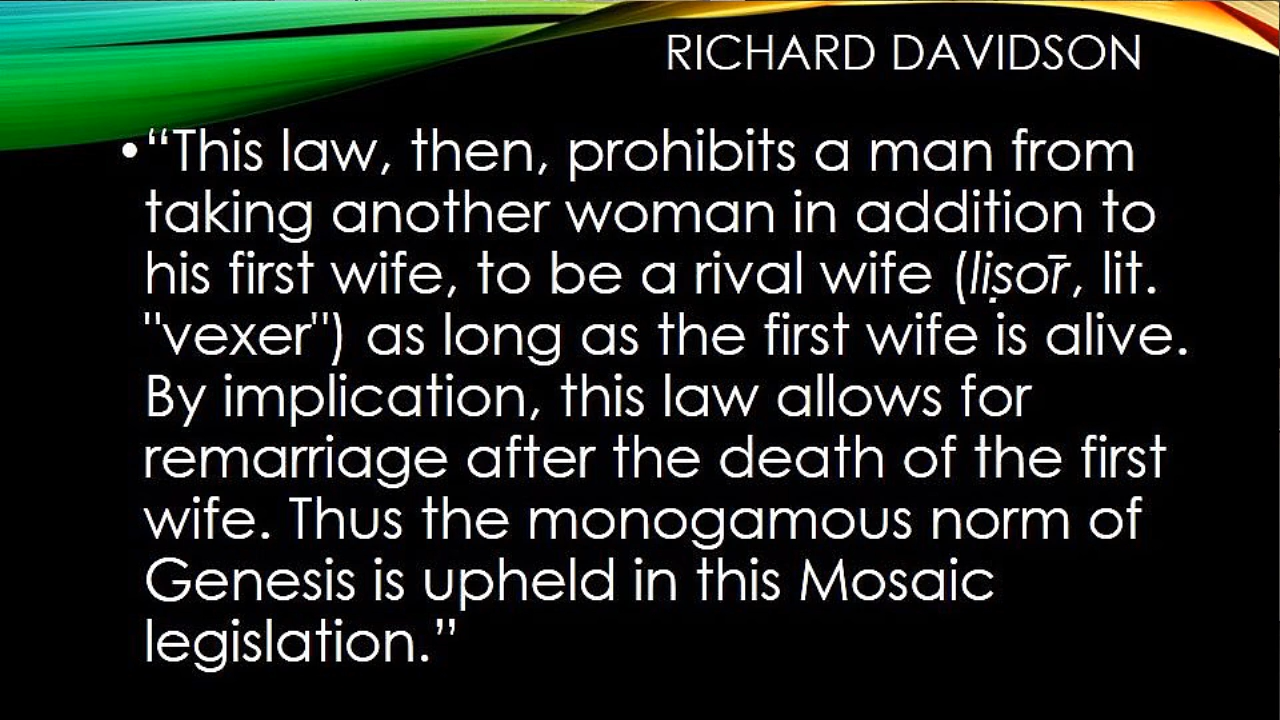 RICHARD DAVIDSON
•“This law, then, prohibits a man from
taking another woman in addition to
his first wife, to be a rival wife (liṣor̄, lit.
"vexer") as long as the first wife is alive.
By implication, this law allows for
remarriage after the death of the first
wife. Thus the monogamous norm of
Genesis is upheld in this Mosaic
legislation.”